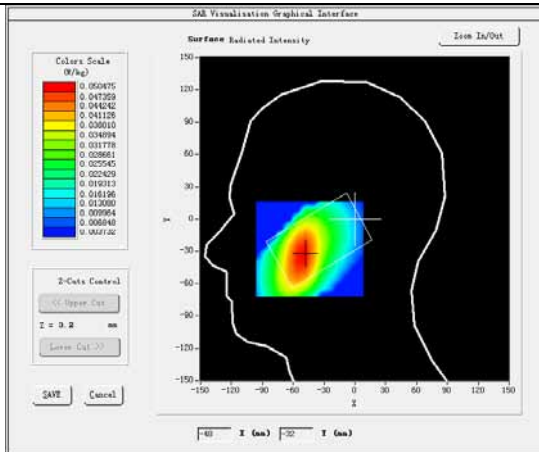 SAR Visualisation Graphical Interface
Surface Radiated Intensity
Zoom In/Out
Colors Scale
(W/kg)
0.050475
0.047359
0.044242
0.041126
0.038010
0.034894
0.031778
0.028661
0.025545
0.022429
0.019313
0.016196
0.013080
0.009964
0.006848
0.003732
150
120
90
60
30
0
-30
-60
-90
-120
-150
Y
-150 -120 -90 -60 -30 0 30 60 90 120 150
X
Z-Cuts Control
<< Upper Cut
Z = 3.2 mm
Lower Cut >>
SAVE Cancel
-48 X (mm) -32 Y (mm)